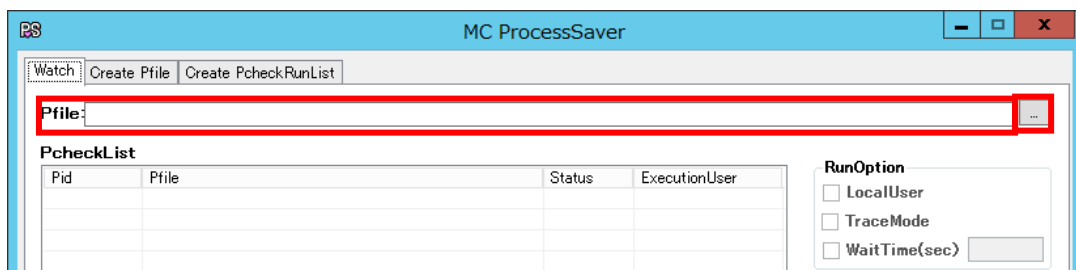 PS MC ProcessSaver x
Watch Create Pfile Create PcheckRunList
Pfile: ...
PcheckList
Pid Pfile Status ExecutionUser
RunOption
LocalUser
TraceMode
WaitTime(sec)